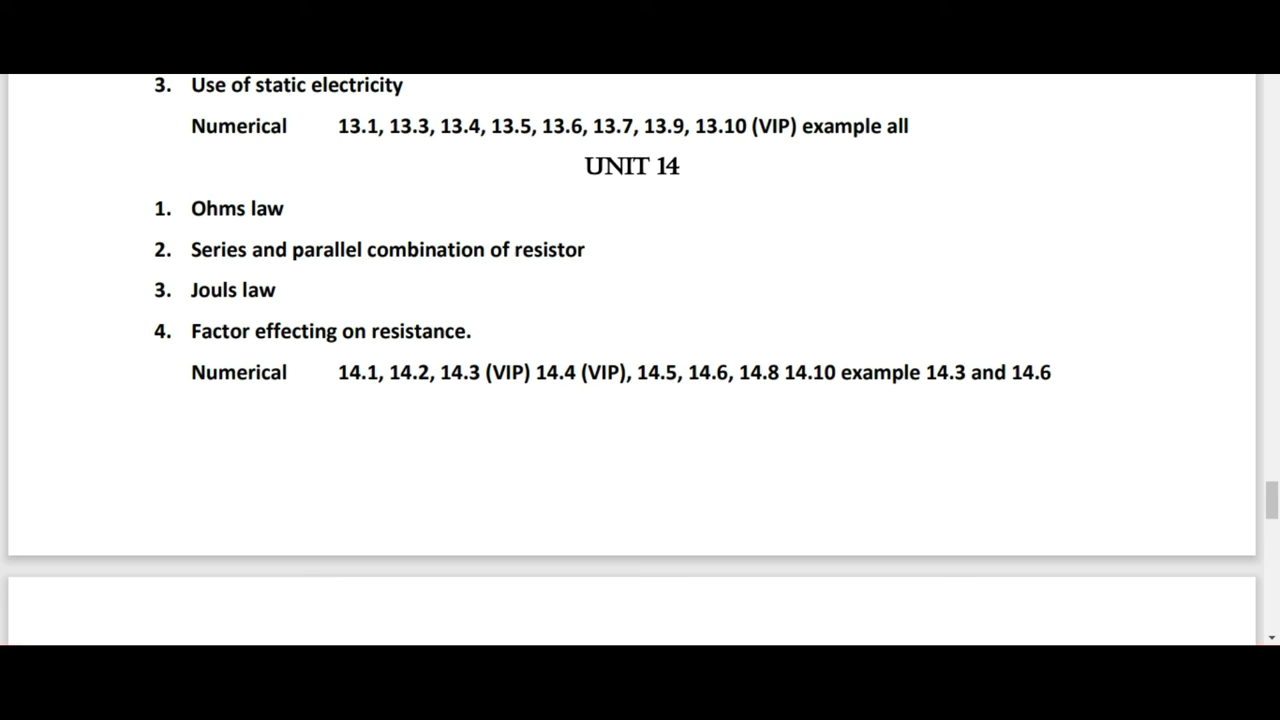 3. Use of static electricity
Numerical 13.1, 13.3, 13.4, 13.5, 13.6, 13.7, 13.9, 13.10 (VIP) example all
UNIT 14
1. Ohms law
2. Series and parallel combination of resistor
3. Jouls law
4. Factor effecting on resistance.
Numerical 14.1, 14.2, 14.3 (VIP) 14.4 (VIP), 14.5, 14.6, 14.8 14.10 example 14.3 and 14.6